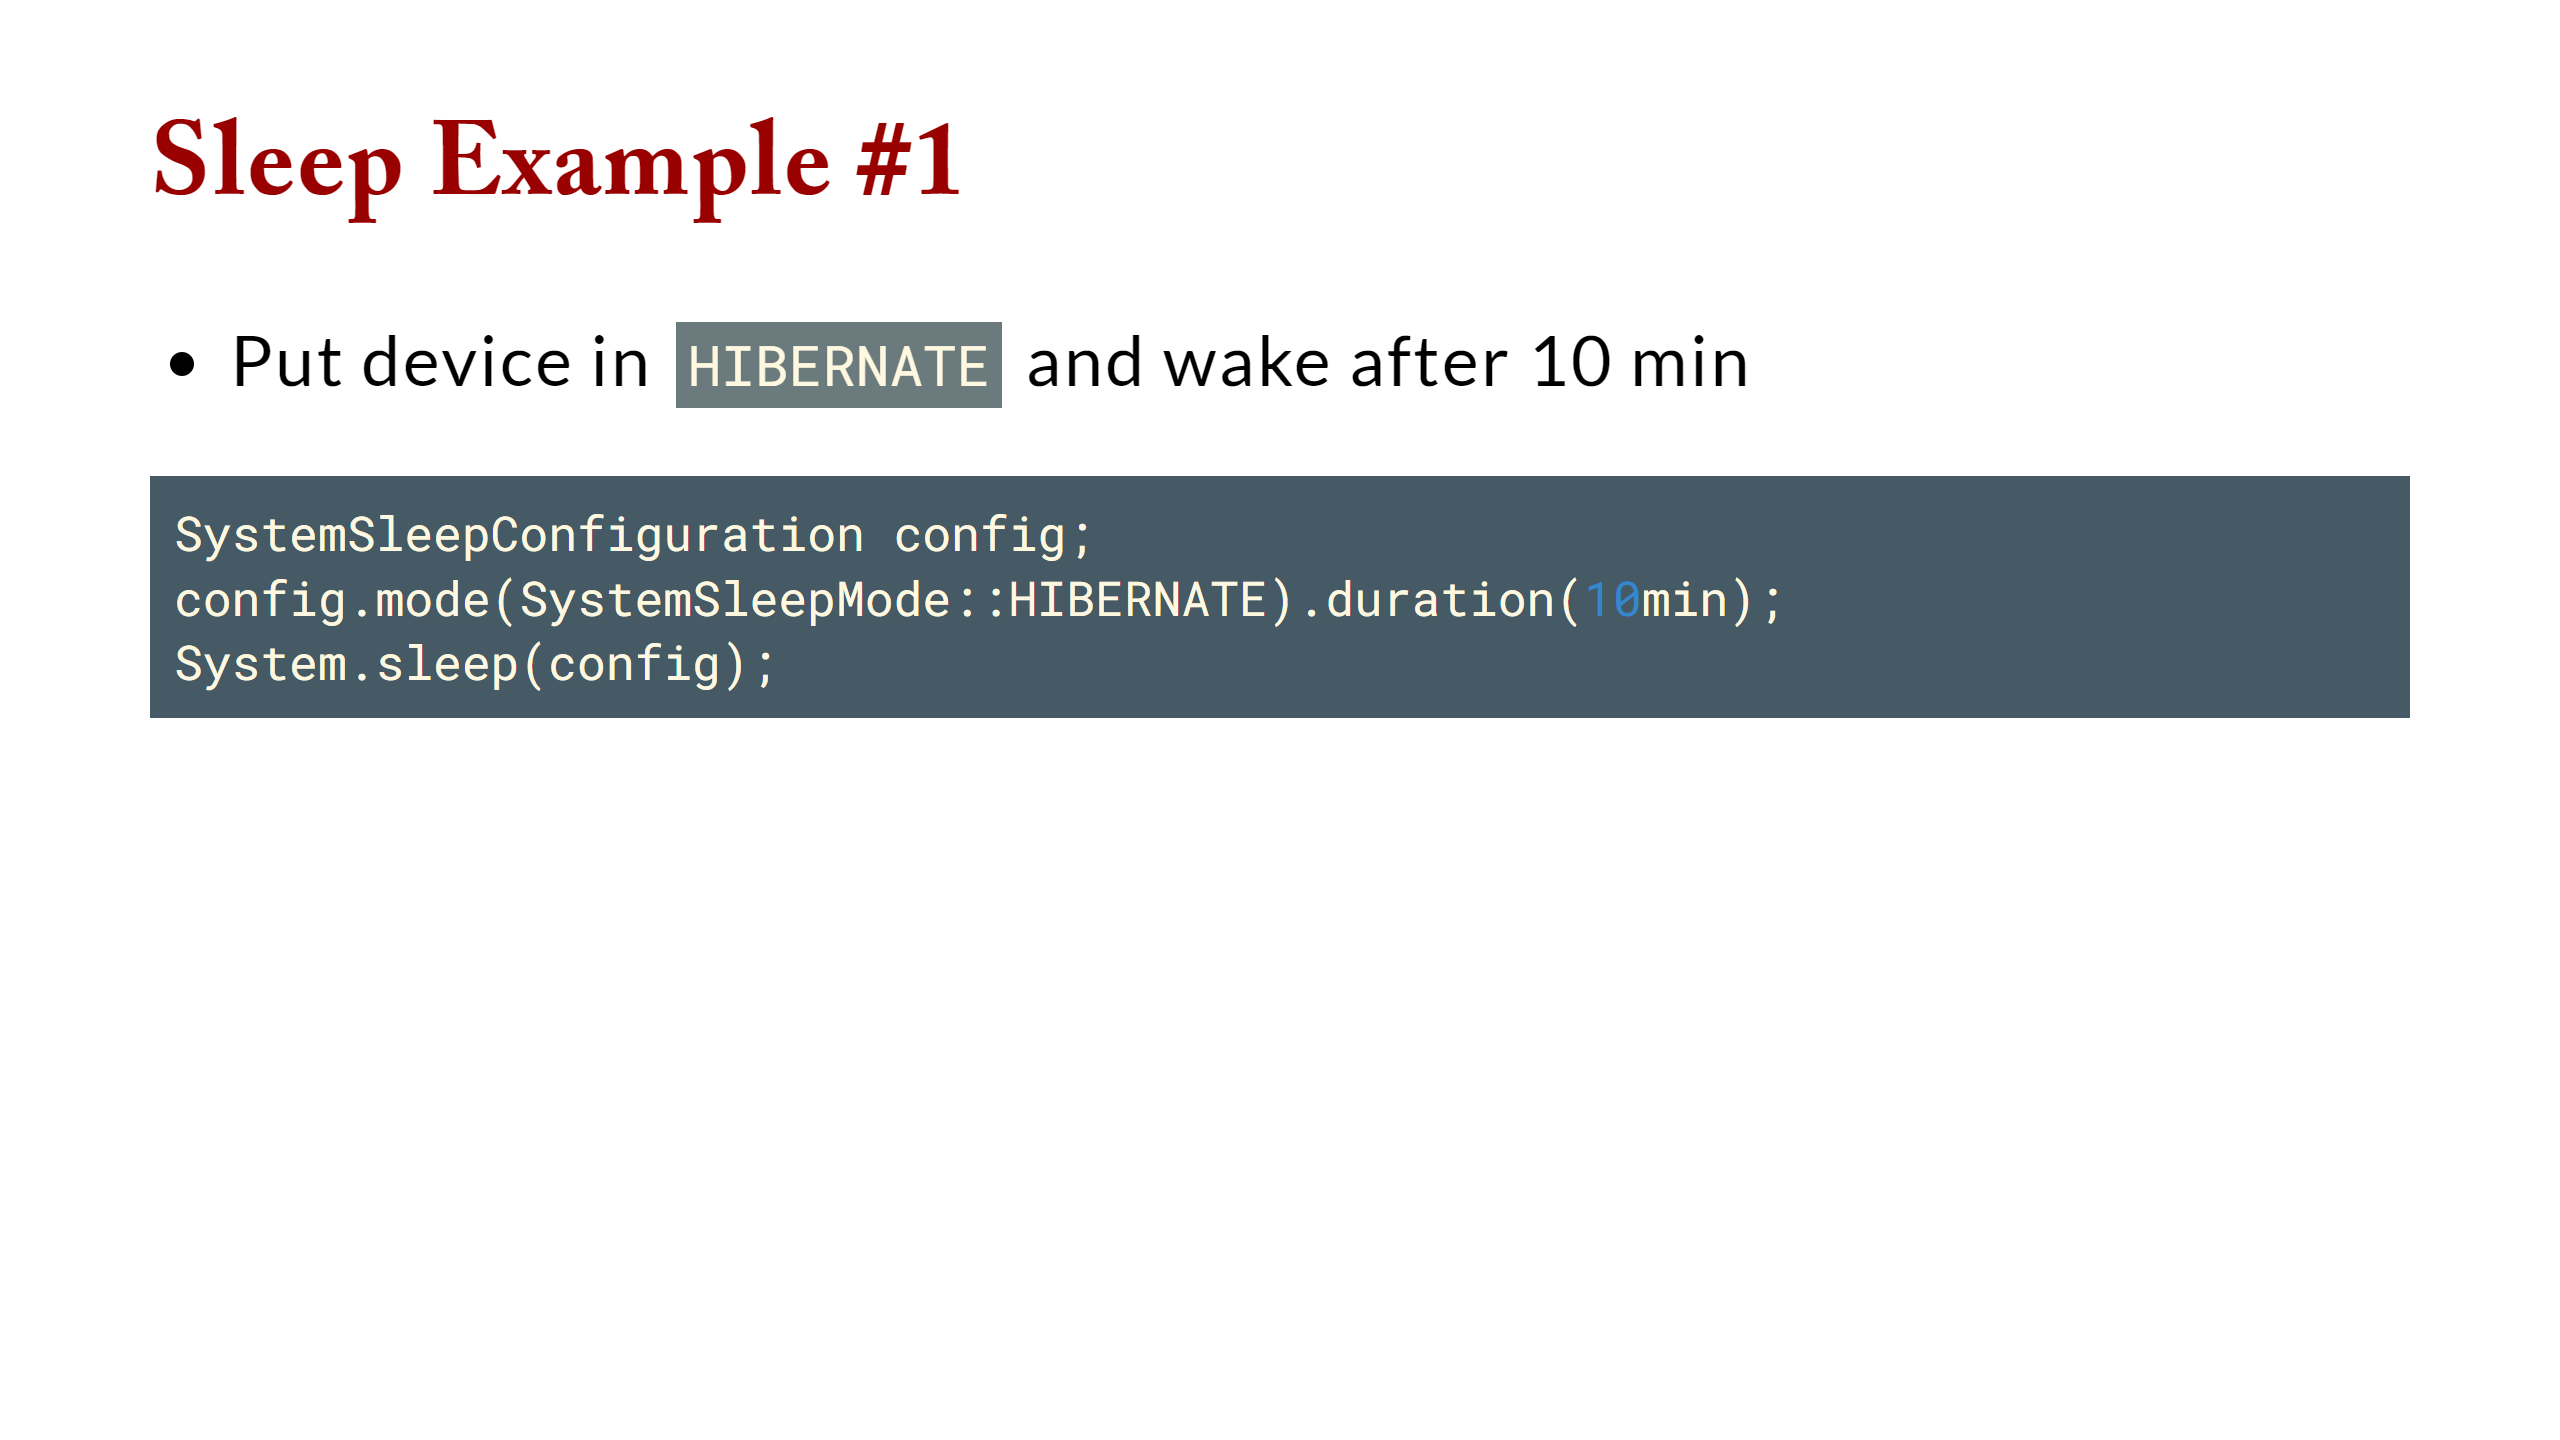 Sleep Example #1
• Put device in HIBERNATE and wake after 10 min
SystemSleepConfiguration config;
config.mode(SystemSleepMode::HIBERNATE).duration(10min);
System.sleep(config);